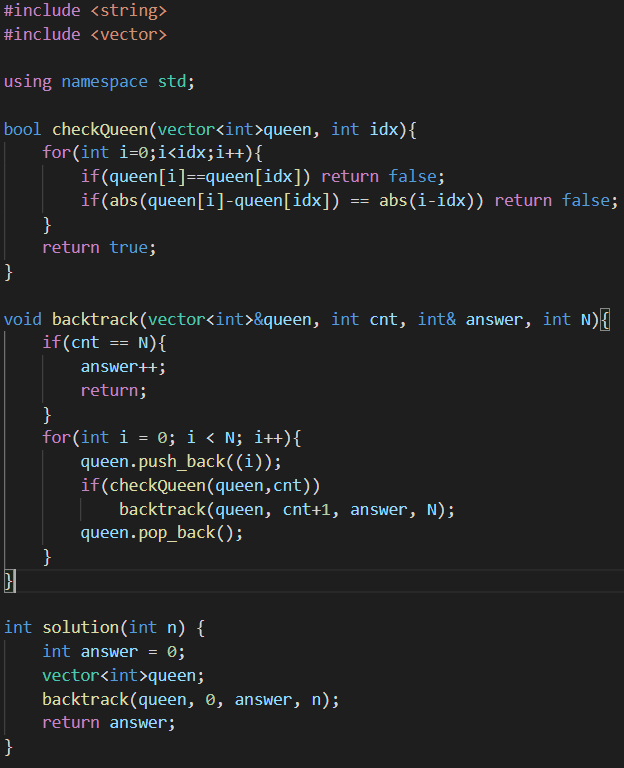 #include <string>
#include <vector>
using namespace std;
bool checkQueen(vector<int>queen, int idx){
    for(int i=0;i<idx;i++){
        if(queen[i]==queen[idx]) return false;
        if(abs(queen[i]-queen[idx]) == abs(i-idx)) return false;
    }
    return true;
}
void backtrack(vector<int>&queen, int cnt, int& answer, int N){
    if(cnt == N){
        answer++;
        return;
    }
    for(int i = 0; i < N; i++){
        queen.push_back((i));
        if(checkQueen(queen,cnt))
            backtrack(queen, cnt+1, answer, N);
        queen.pop_back();
    }
}
int solution(int n) {
    int answer = 0;
    vector<int>queen;
    backtrack(queen, 0, answer, n);
    return answer;
}